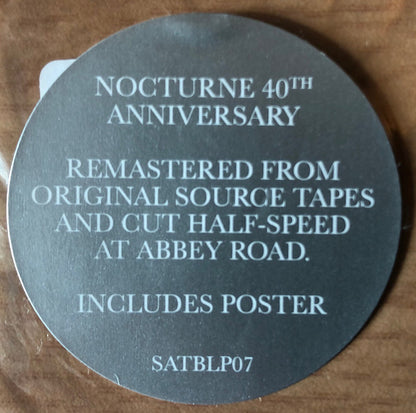 NOCTURNE 40TH
ANNIVERSARY
REMASTERED FROM
ORIGINAL SOURCE TAPES
AND CUT HALF-SPEED
AT ABBEY ROAD.
INCLUDES POSTER
SATBLP07